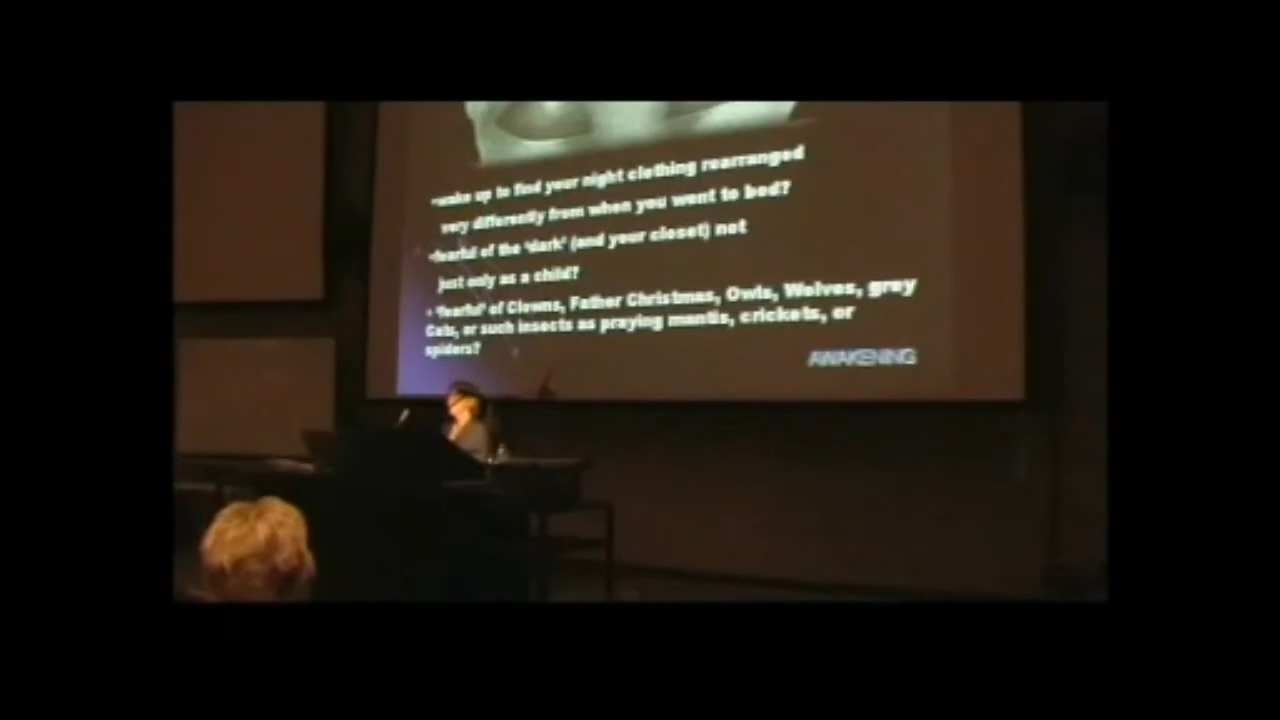 •wake up to find your night clothing rearranged
very differently from when you went to bed?
•fearful of the 'dark' (and your closet) not
just only as a child?
• 'fearful' of Clowns, Father Christmas, Owls, Wolves, grey
Cats, or such insects as praying mantis, crickets, or
spiders?
AWAKENING